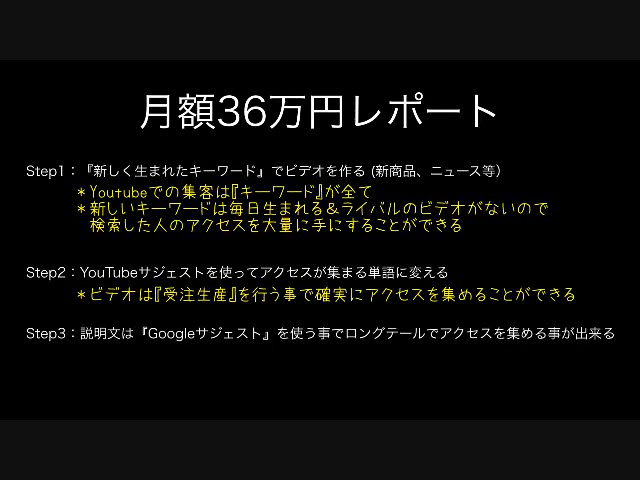 月額36万円レポート
Step1：『新しく生まれたキーワード』でビデオを作る (新商品、ニュース等)
＊Youtubeでの集客は『キーワード』が全て
＊新しいキーワードは毎日生まれる＆ライバルのビデオがないので
検索した人のアクセスを大量に手にすることができる
Step2：YouTubeサジェストを使ってアクセスが集まる単語に変える
＊ビデオは『受注生産』を行う事で確実にアクセスを集めることができる
Step3：説明文は『Googleサジェスト』を使う事でロングテールでアクセスを集める事が出来る